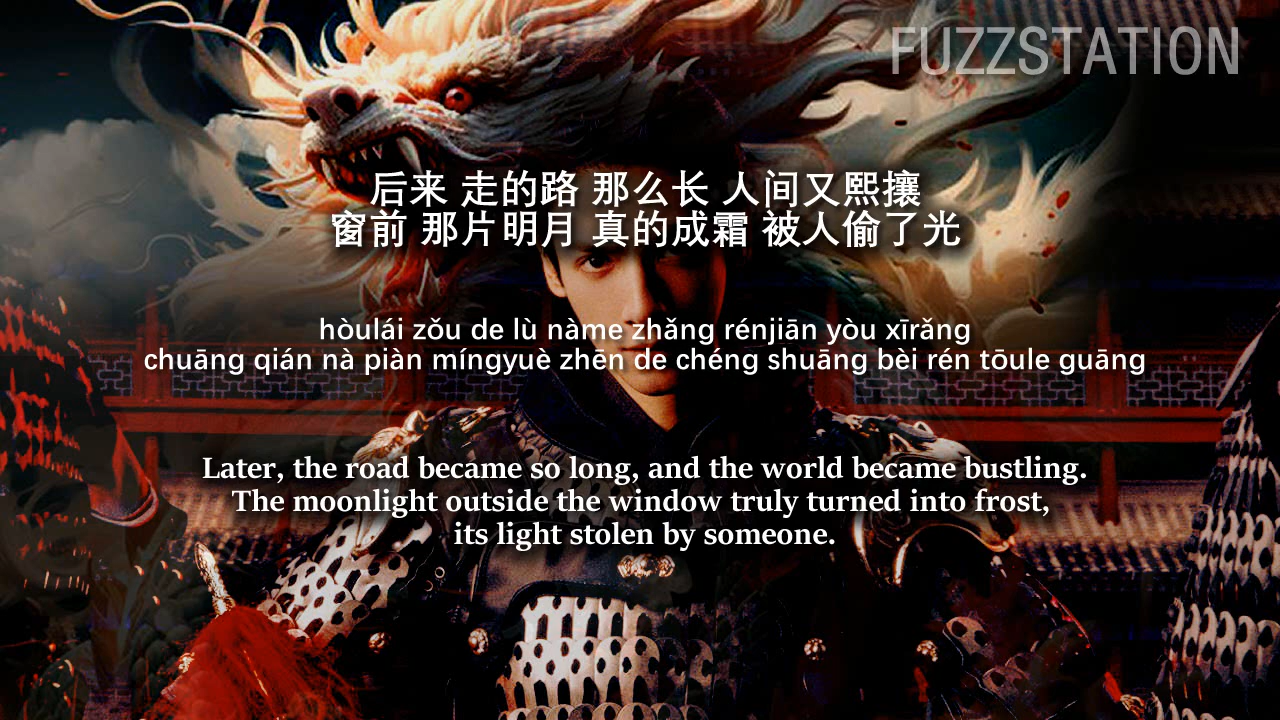 FUZZSTATION
后来 走的路 那么长 人间又熙攘
窗前 那片明月 真的成霜 被人偷了光
hòulái zǒu de lù nàme zhǎng rénjiān yòu xīrǎng
chuāng qián nà piàn míngyuè zhēn de chéng shuāng bèi rén tōule guāng
Later, the road became so long, and the world became bustling.
The moonlight outside the window truly turned into frost,
its light stolen by someone.